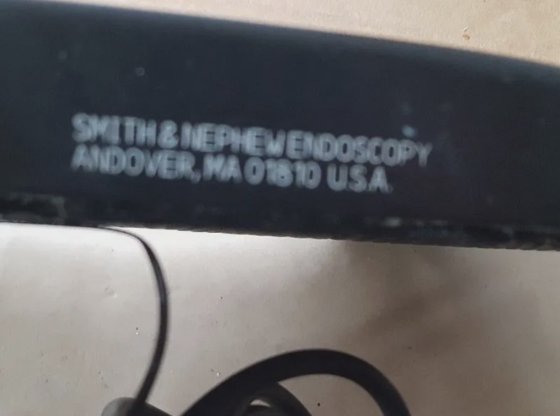 SMITH & NEPHEW ENDOSCOPY
ANDOVER, MA 01810 U.S.A.